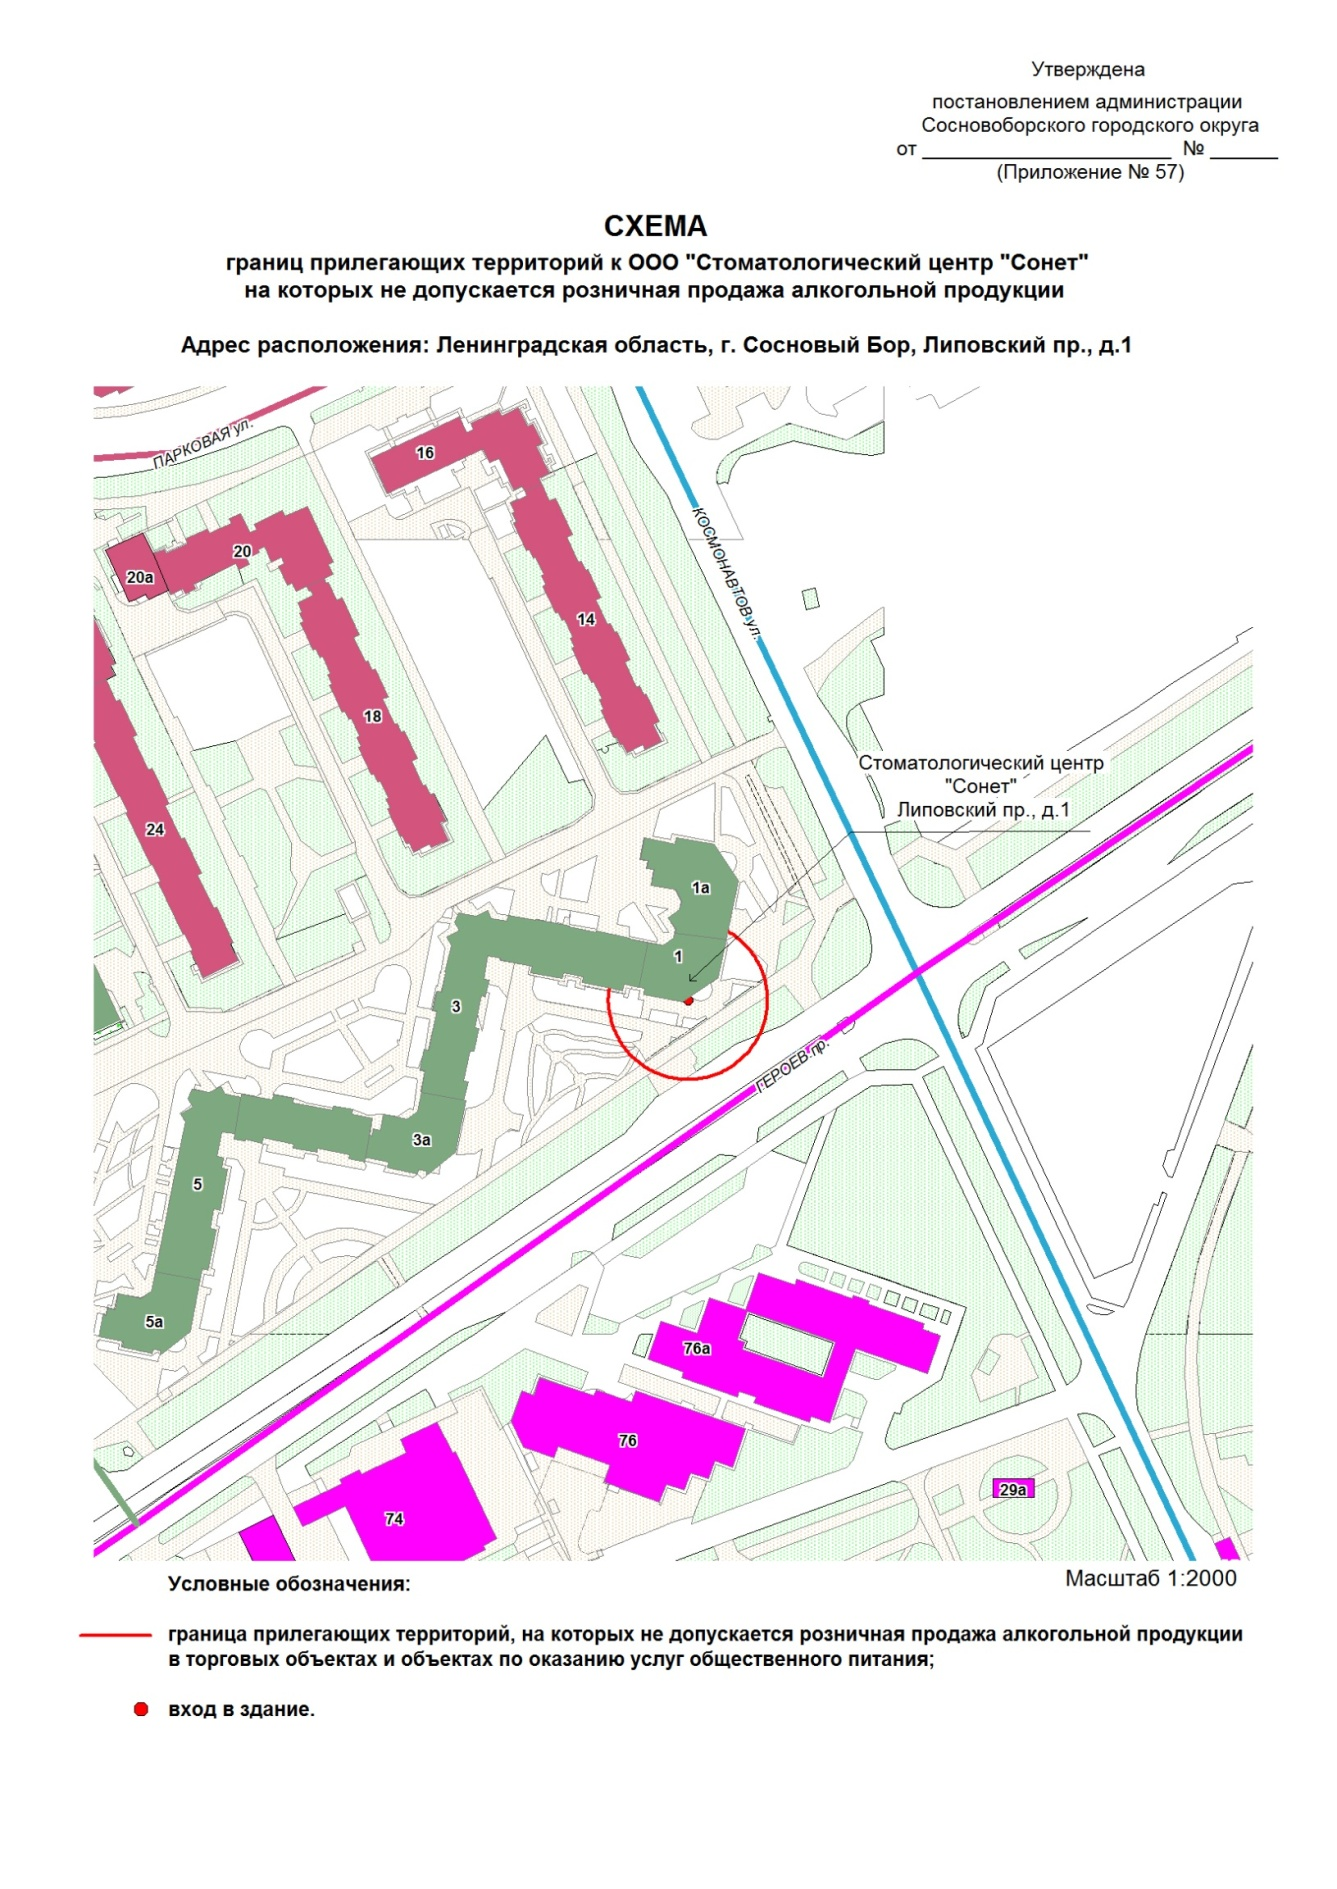 Утверждена
постановлением администрации
Сосновоборского городского округа
от ______________________ № ______
(Приложение № 57)
СХЕМА
границ прилегающих территорий к ООО "Стоматологический центр "Сонет"
на которых не допускается розничная продажа алкогольной продукции
Адрес расположения: Ленинградская область, г. Сосновый Бор, Липовский пр., д.1
ПАРКОВАЯ ул.
16
КОСМОНАВТОВ ул.
20
20а
14
18
24
Стоматологический центр
"Сонет"
Липовский пр., д.1
1а
1
3
ГЕРОЕВ пр.
3а
5
5а
76а
76
74
29а
Масштаб 1:2000
Условные обозначения:
граница прилегающих территорий, на которых не допускается розничная продажа алкогольной продукции
в торговых объектах и объектах по оказанию услуг общественного питания;
вход в здание.